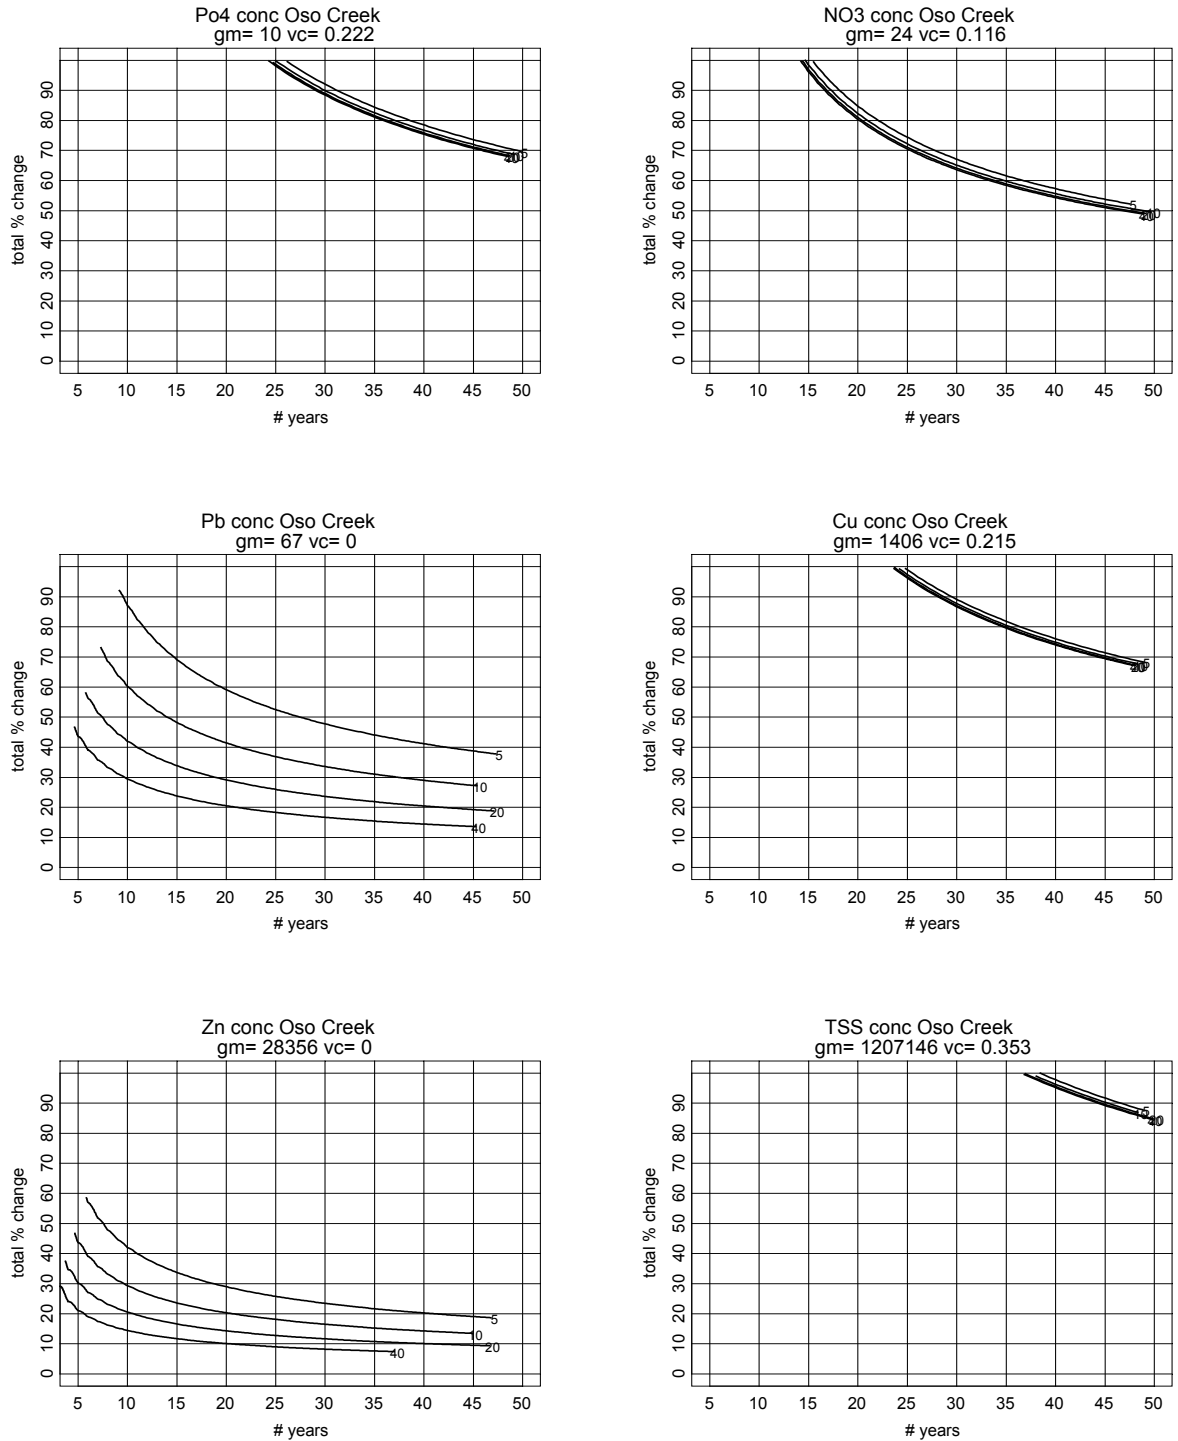 Po4 conc Oso Creek
gm= 10 vc= 0.222
total % change
0 10 20 30 40 50 60 70 80 90
5
5 10 15 20 25 30 35 40 45 50
# years
NO3 conc Oso Creek
gm= 24 vc= 0.116
total % change
0 10 20 30 40 50 60 70 80 90
5
10
5 10 15 20 25 30 35 40 45 50
# years
Pb conc Oso Creek
gm= 67 vc= 0
total % change
0 10 20 30 40 50 60 70 80 90
5
10
20
40
5 10 15 20 25 30 35 40 45 50
# years
Cu conc Oso Creek
gm= 1406 vc= 0.215
total % change
0 10 20 30 40 50 60 70 80 90
5
5 10 15 20 25 30 35 40 45 50
# years
Zn conc Oso Creek
gm= 28356 vc= 0
total % change
0 10 20 30 40 50 60 70 80 90
5
10
20
40
5 10 15 20 25 30 35 40 45 50
# years
TSS conc Oso Creek
gm= 1207146 vc= 0.353
total % change
0 10 20 30 40 50 60 70 80 90
5
5 10 15 20 25 30 35 40 45 50
# years